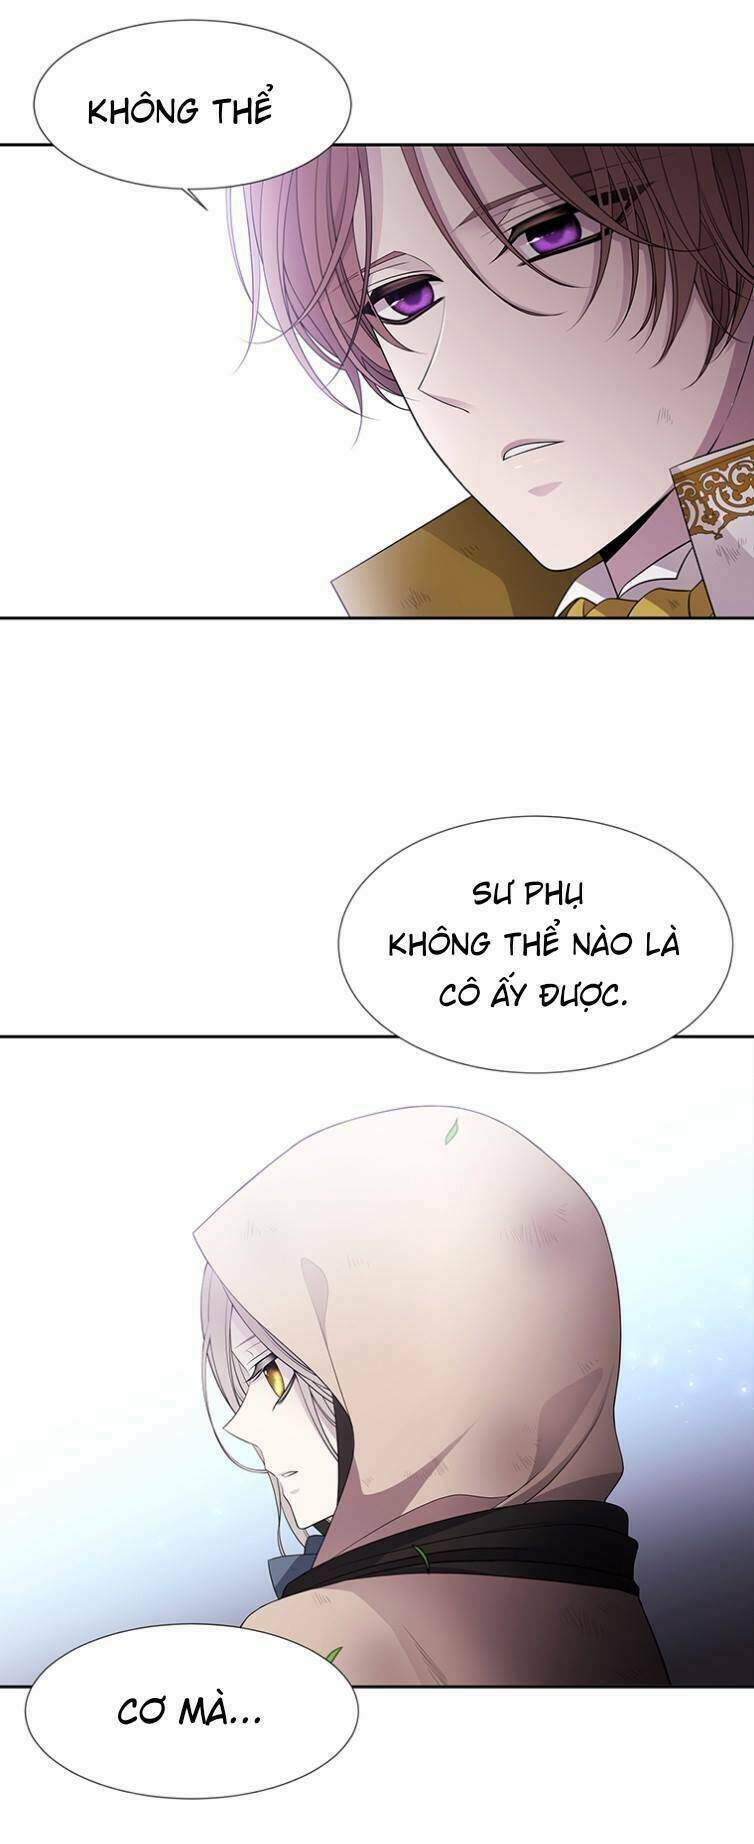 KHÔNG THỂ
SƯ PHỤ
KHÔNG THỂ NÀO LÀ
CÔ ẤY ĐƯỢC.
CƠ MÀ...